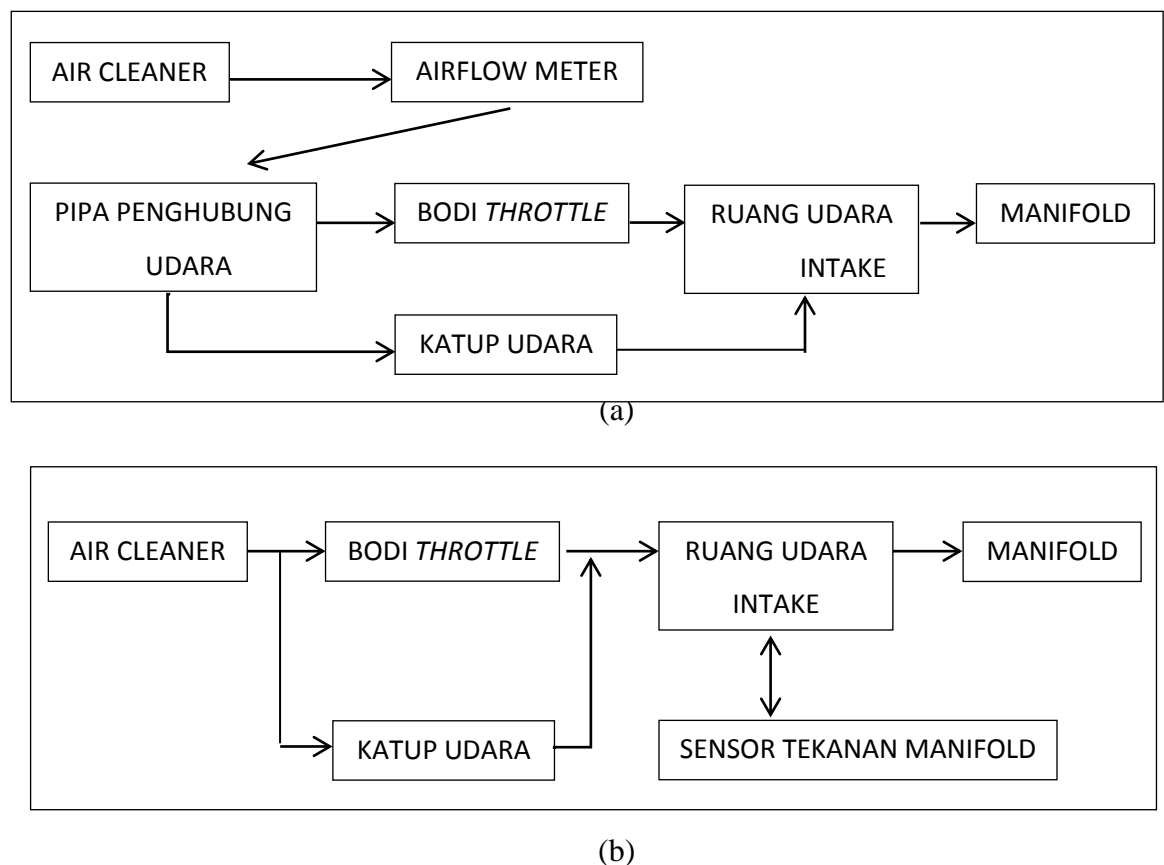 AIR CLEANER
AIRFLOW METER
PIPA PENGHUBUNG
UDARA
BODI THROTTLE
RUANG UDARA
INTAKE
MANIFOLD
KATUP UDARA
(a)
AIR CLEANER
BODI THROTTLE
RUANG UDARA
INTAKE
MANIFOLD
KATUP UDARA
SENSOR TEKANAN MANIFOLD
(b)